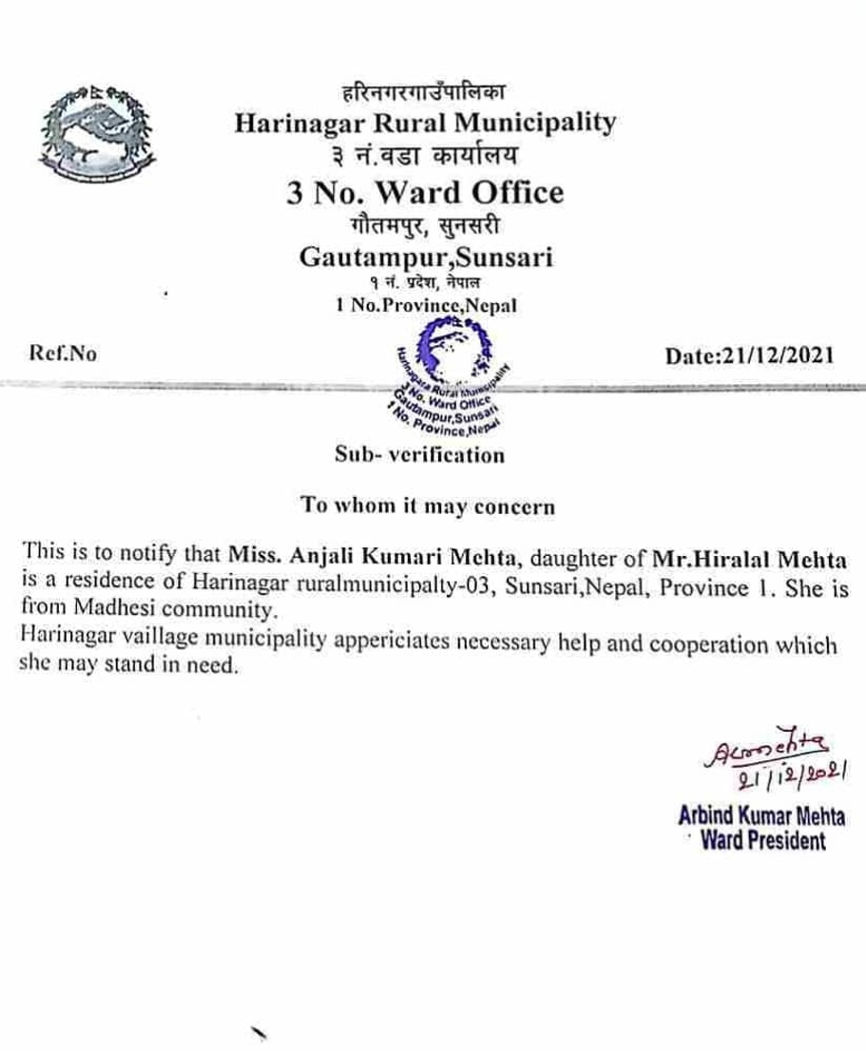 हरिनगरगाउँपालिका
Harinagar Rural Municipality
३ नं.वडा कार्यालय
3 No. Ward Office
गौतमपुर, सुनसरी
Gautampur,Sunsari
१ नं. प्रदेश, नेपाल
1 No.Province,Nepal
Ref.No
Date:21/12/2021
Harinagara Rural Municipality
3 No. Ward Office
Gautampur,Sunsari
1 No. Province,Nepal
Sub- verification
To whom it may concern
This is to notify that Miss. Anjali Kumari Mehta, daughter of Mr.Hiralal Mehta
is a residence of Harinagar ruralmunicipalty-03, Sunsari,Nepal, Province 1. She is
from Madhesi community.
Harinagar vaillage municipality appericiates necessary help and cooperation which
she may stand in need.
Akmehta
21/12/2021
Arbind Kumar Mehta
Ward President